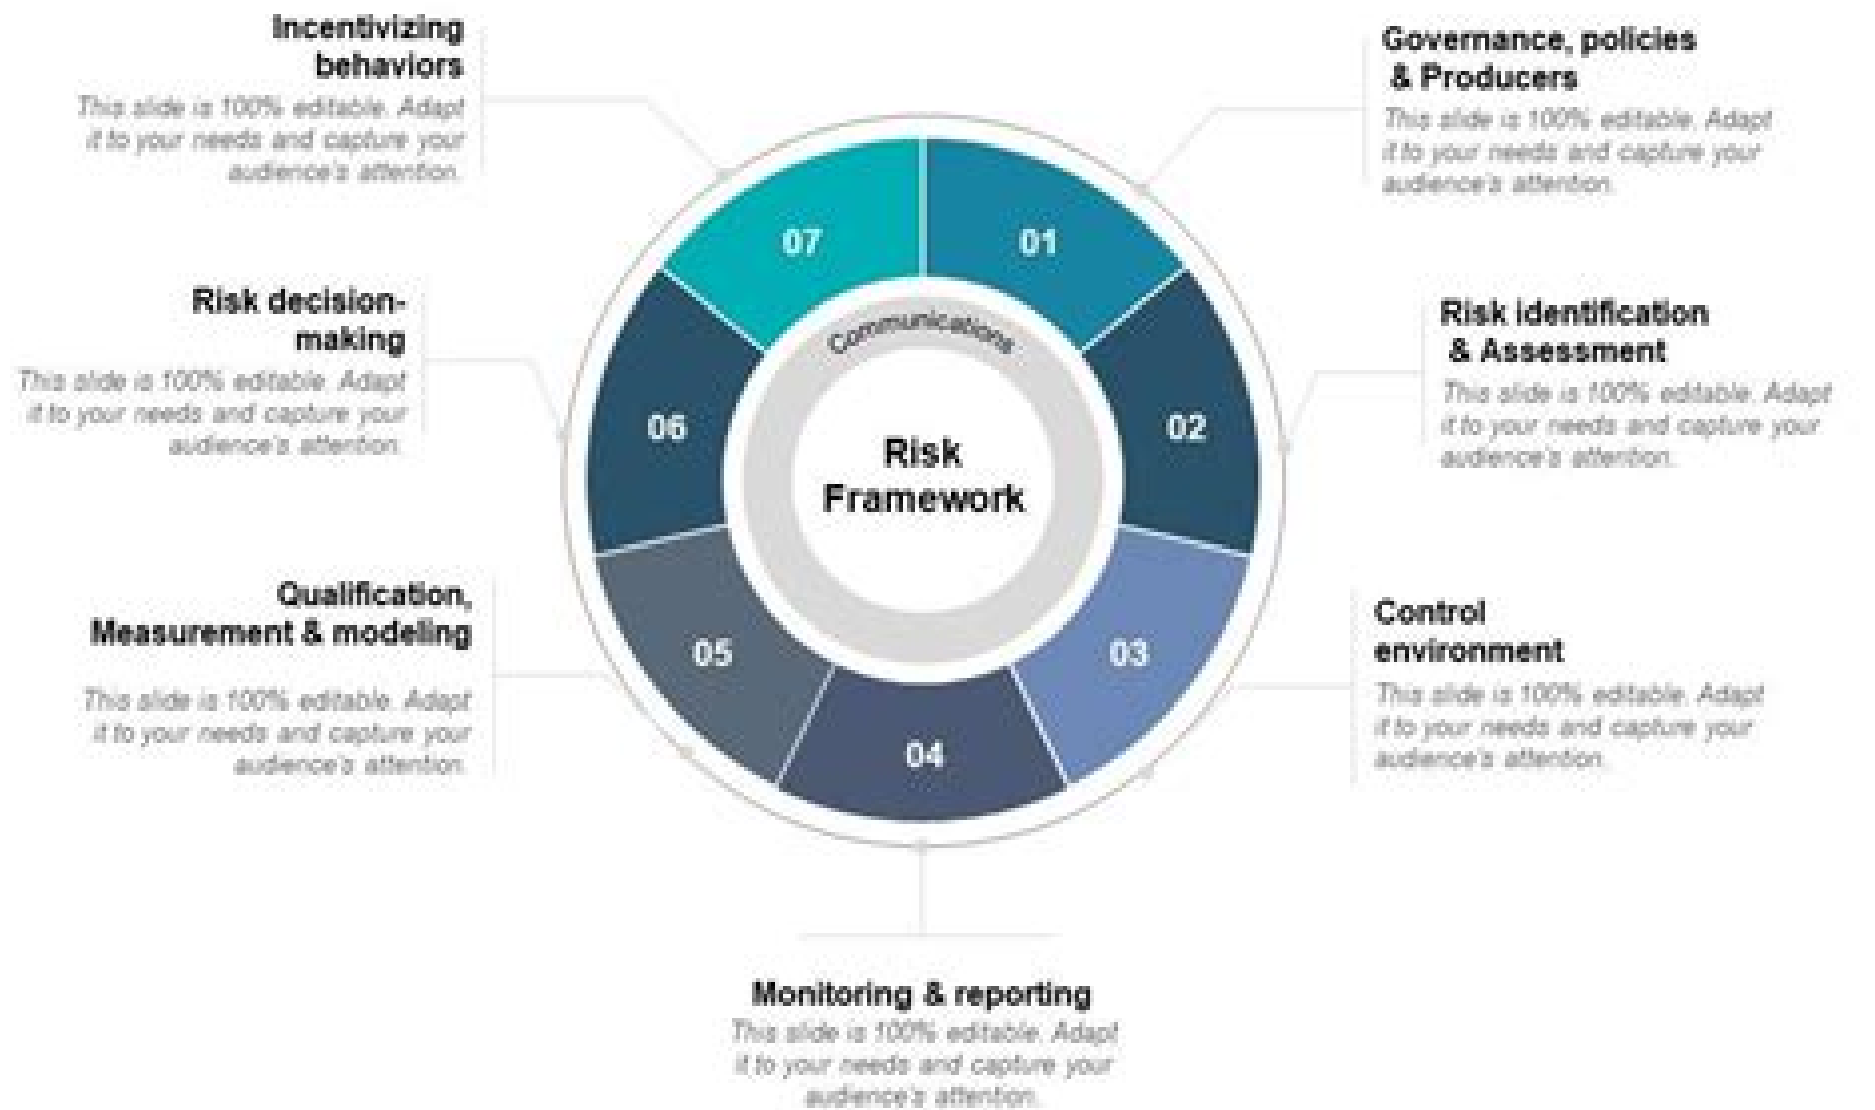 Incentivizing
behaviors
This slide is 100% editable. Adapt
it to your needs and capture your
audience's attention.
Governance, policies
& Producers
This slide is 100% editable. Adapt
it to your needs and capture your
audience's attention.
07
01
Communications
Risk decision-
making
This slide is 100% editable. Adapt
it to your needs and capture your
audience's attention.
Risk identification
& Assessment
This slide is 100% editable. Adapt
it to your needs and capture your
audience's attention.
06
02
Risk
Framework
Qualification,
Measurement & modeling
This slide is 100% editable. Adapt
it to your needs and capture your
audience's attention.
Control
environment
This slide is 100% editable. Adapt
it to your needs and capture your
audience's attention.
05
03
04
Monitoring & reporting
This slide is 100% editable. Adapt
it to your needs and capture your
audience's attention.